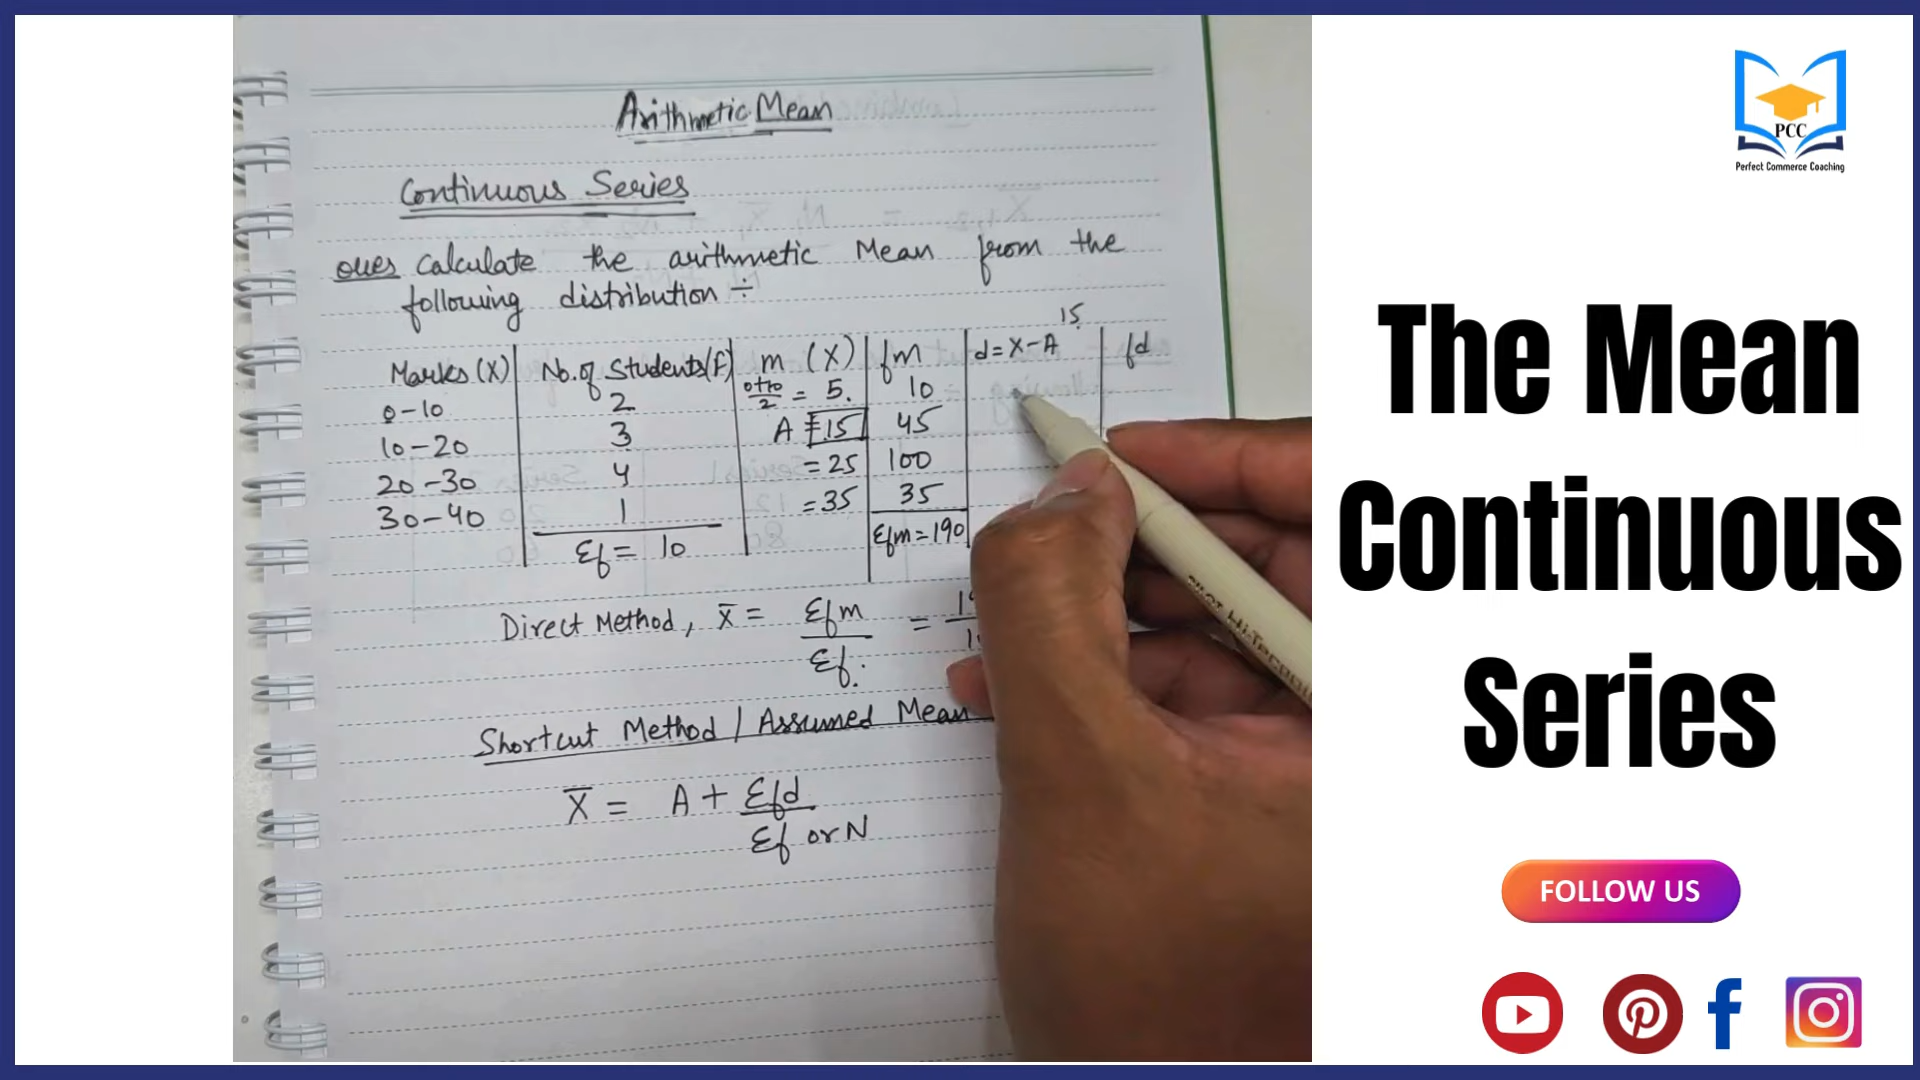 Arithmetic Mean
Continuous Series
Ques Calculate the arithmetic Mean from the
following distribution ÷
15
Marks (X) No. of Students (f) m (X) fm d = X - A fd
0-10 2 0+10/2 = 5. 10
10-20 3 A = 15 45
20-30 4 = 25 100
30-40 1 = 35 35
Σf = 10 Σfm = 190
Direct Method, X̄ = Σfm / Σf. =
Shortcut Method / Assumed Mean
X̄ = A + Σfd / Σf or N
PCC
Perfect Commerce Coaching
The Mean
Continuous
Series
FOLLOW US